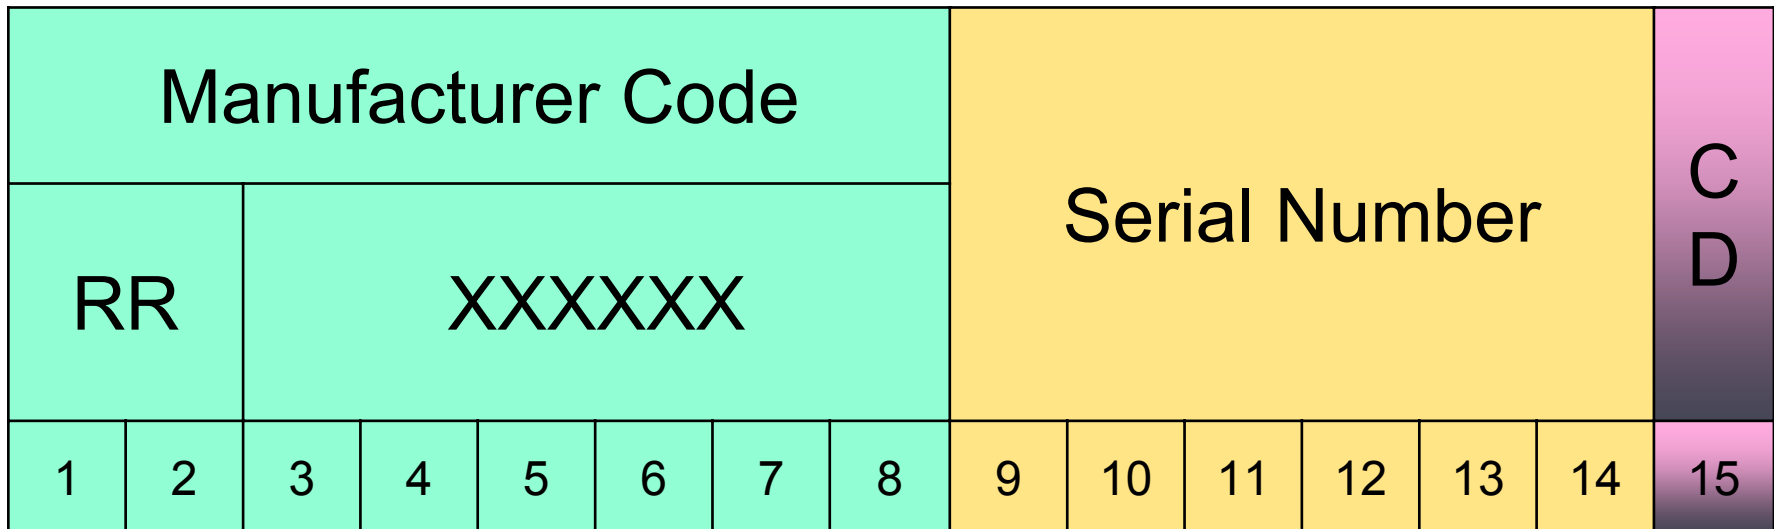 Manufacturer Code
Serial Number
C
D
RR
XXXXXX
1 2 3 4 5 6 7 8 9 10 11 12 13 14 15